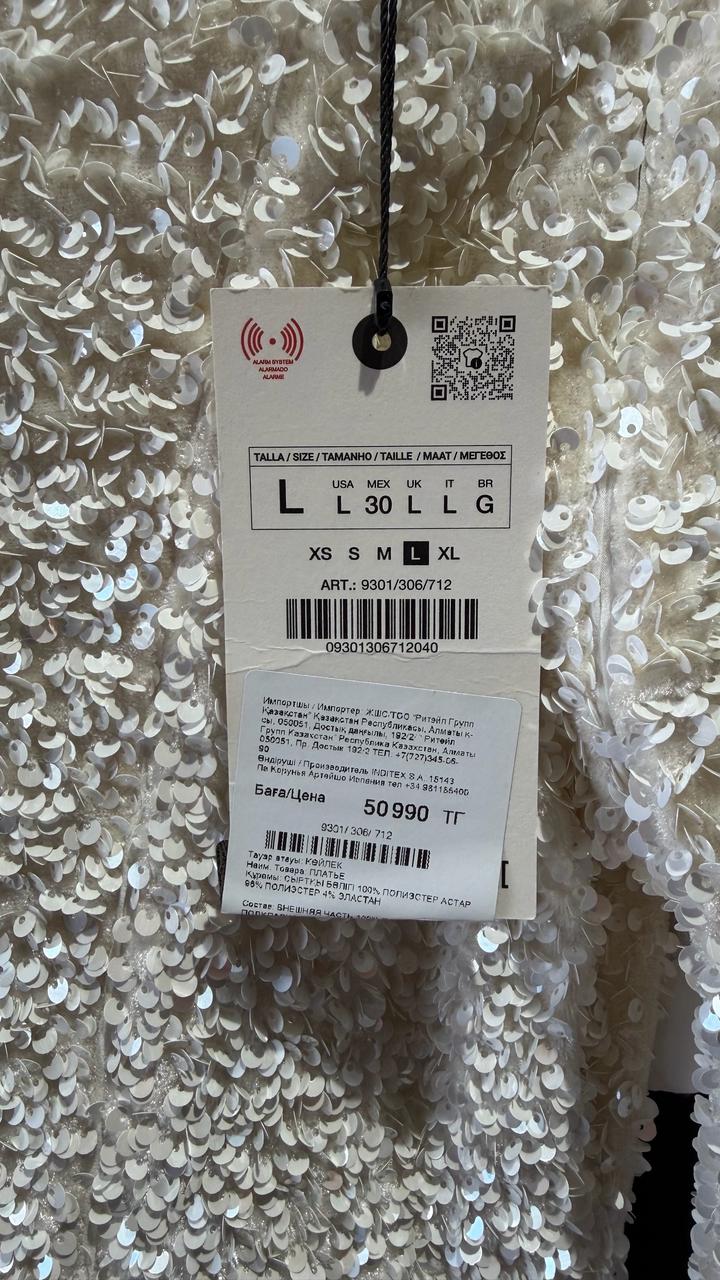 ALARM SYSTEM
ALARMADO
ALARME
TALLA / SIZE / TAMANHO / TAILLE / MAAT / ΜΕΓΕΘΟΣ
USA MEX UK IT BR
L L 30 L L G
XS S M L XL
ART.: 9301/306/712
09301306712040
Импортшы / Импортер: ЖШС/ТОО "Ритэйл Групп
Қазақстан" Қазақстан Республикасы, Алматы к-
сы, 050051, Достық даңғылы, 192/2/ " Ритейл
Групп Казахстан" Республика Казахстан, Алматы
050051, Пр. Достык 192/2 ТЕЛ. +7(727)345-06-
90
Өндіруші / Производитель INDITEX S.A. 15143
Ла Корунья Артейшо Испания тел +34 981185400
Баға/Цена 50 990 ТГ
9301/ 306/ 712
Тауар атауы: КӨЙЛЕК
Наим. Товара: ПЛАТЬЕ
Құрамы: СЫРТҚЫ БӨЛІГІ 100% ПОЛИЭСТЕР АСТАР
96% ПОЛИЭСТЕР 4% ЭЛАСТАН
Состав: ВНЕШНЯЯ ЧАСТЬ 100%